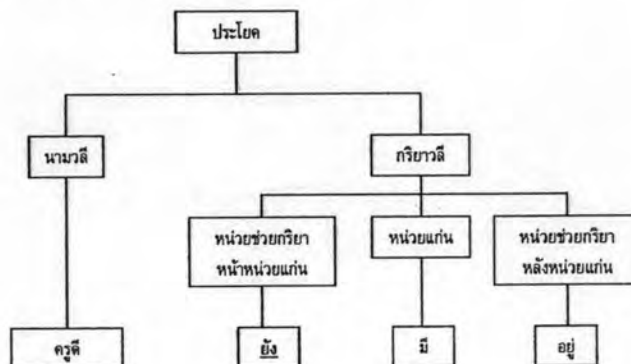 ประโยค
นามวลี
กริยาวลี
หน่วยช่วยกริยา
หน้าหน่วยแก่น
หน่วยแก่น
หน่วยช่วยกริยา
หลังหน่วยแก่น
ครูดี
ยัง
มี
อยู่